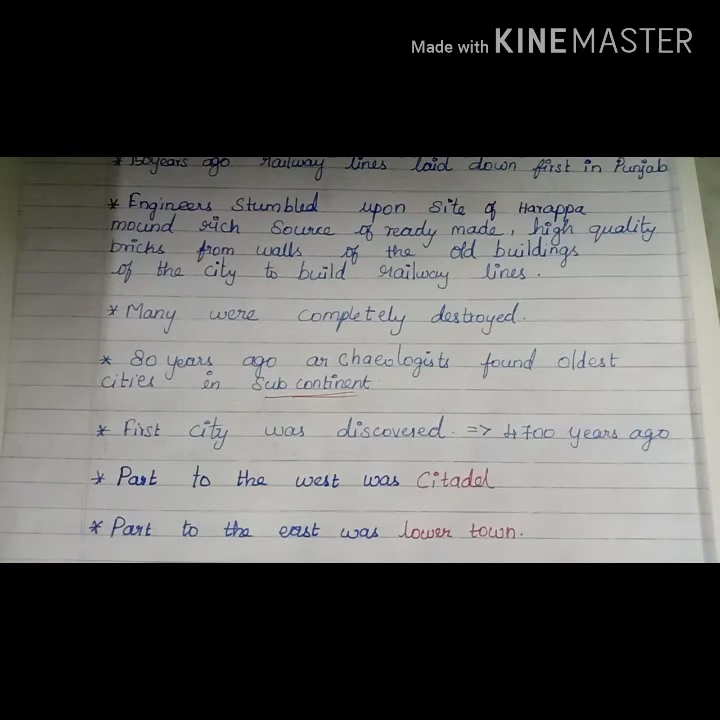 Made with KINEMASTER
* 150years ago railway lines laid down first in Punjab
* Engineers Stumbled upon site of Harappa
mound rich Source of ready made, high quality
bricks from walls of the old buildings
of the city to build railway lines.
* Many were completely destroyed.
* 80 years ago archaeologists found oldest
cities in Subcontinent.
* First city was discovered. => 4700 years ago
* Part to the west was Citadel
* Part to the east was lower town.